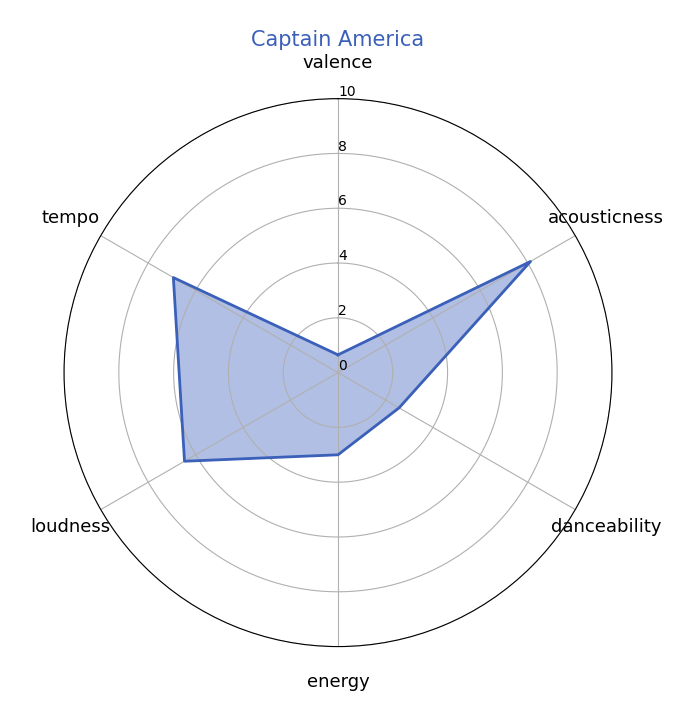 Captain America
valence
10
8
6
4
2
0
tempo
acousticness
loudness
danceability
energy